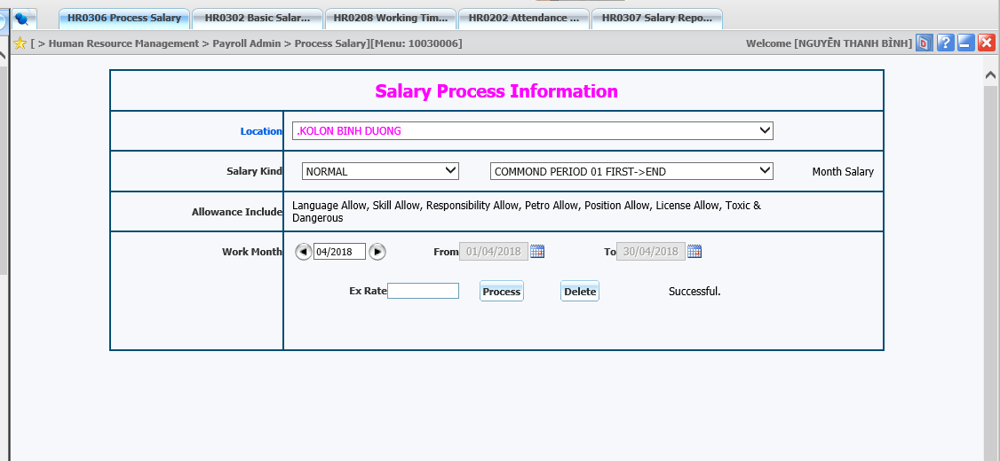 HR0306 Process Salary HR0302 Basic Salar... HR0208 Working Tim... HR0202 Attendance ... HR0307 Salary Repo...
[ > Human Resource Management > Payroll Admin > Process Salary][Menu: 10030006] Welcome [NGUYỄN THANH BÌNH]
Salary Process Information
Location .KOLON BINH DUONG
Salary Kind NORMAL COMMOND PERIOD 01 FIRST->END Month Salary
Allowance Include Language Allow, Skill Allow, Responsibility Allow, Petro Allow, Position Allow, License Allow, Toxic &
Dangerous
Work Month 04/2018 From 01/04/2018 To 30/04/2018
Ex Rate Process Delete Successful.